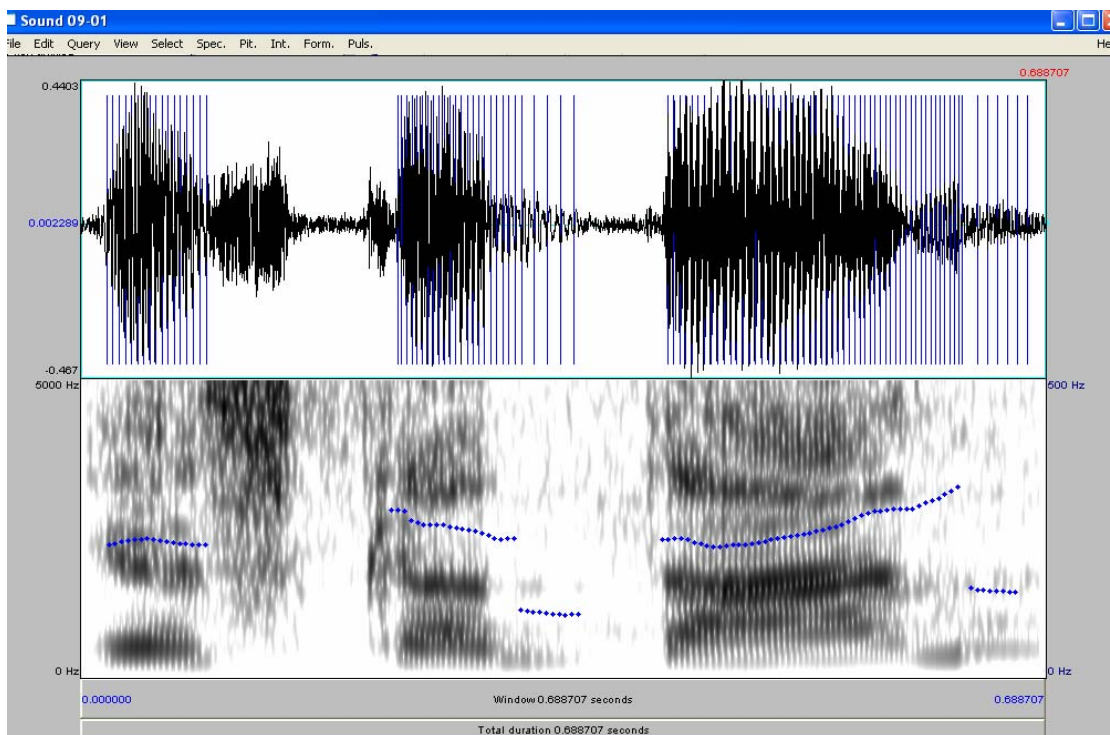 Sound 09-01
File Edit Query View Select Spec. Pit. Int. Form. Puls. He
0.688707
0.4403
0.002289
-0.467
5000 Hz
500 Hz
0 Hz
0 Hz
0.000000 Window 0.688707 seconds 0.688707
Total duration 0.688707 seconds